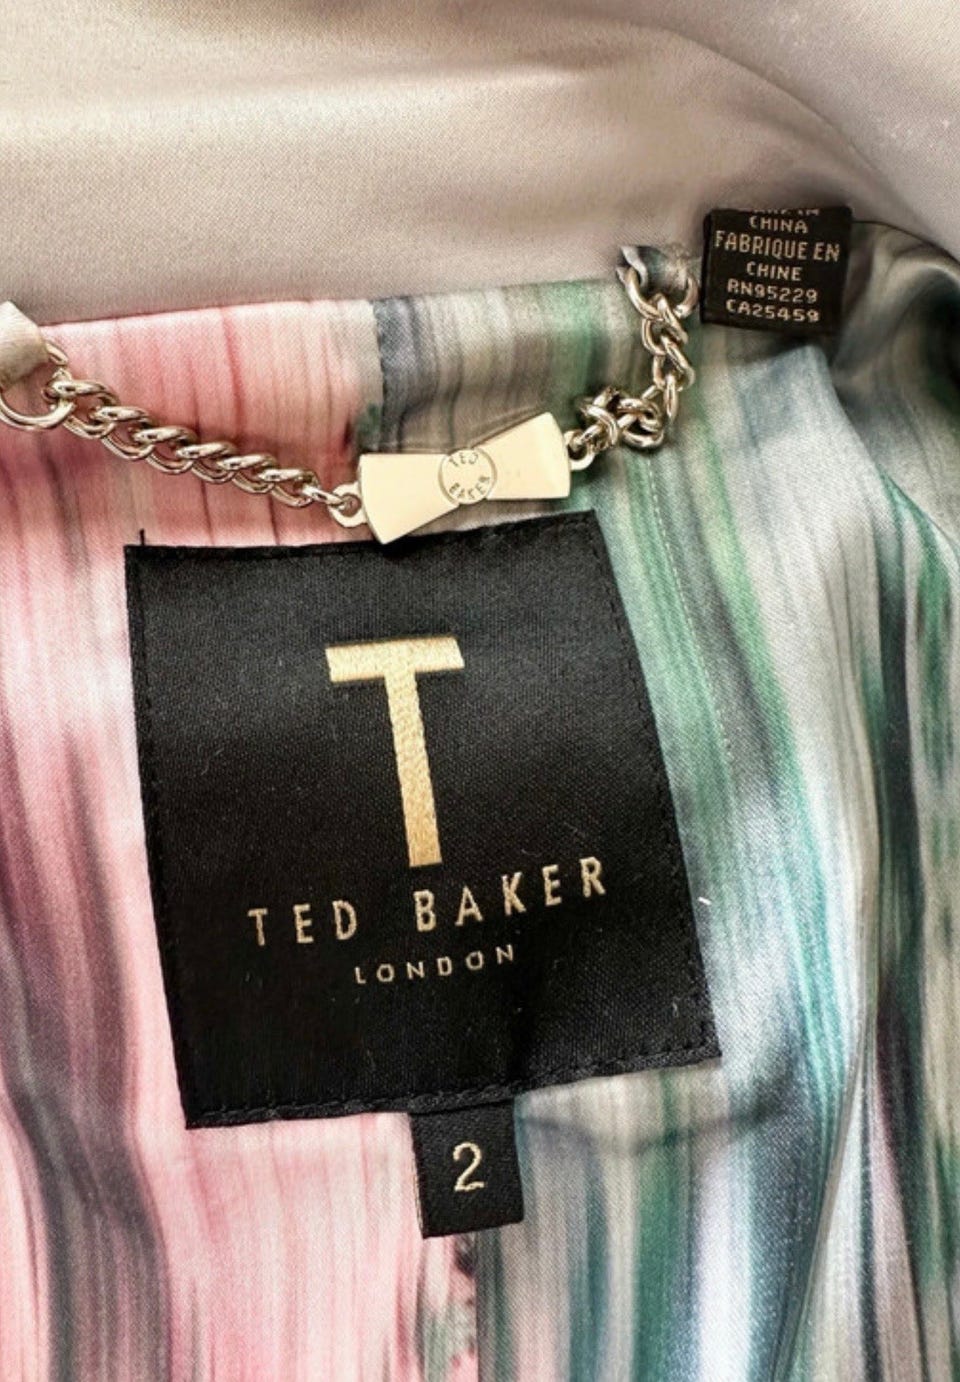 CHINA
FABRIQUE EN
CHINE
RN95229
CA25459
TED
BAKER
T
TED BAKER
LONDON
2